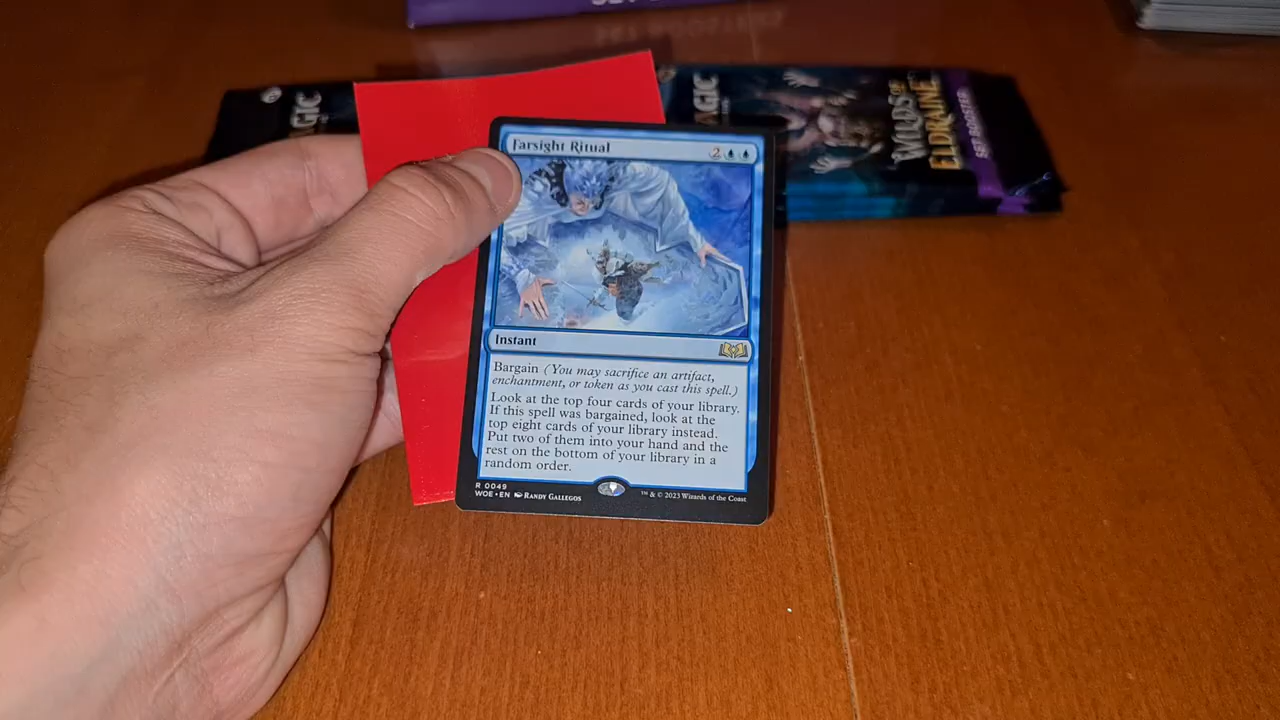 AGIC
AGIC
WILDS OF
ELDRAINE
SET BOOSTER
Farsight Ritual
2
Instant
Bargain (You may sacrifice an artifact,
enchantment, or token as you cast this spell.)
Look at the top four cards of your library.
If this spell was bargained, look at the
top eight cards of your library instead.
Put two of them into your hand and the
rest on the bottom of your library in a
random order.
R 0049
WOE • EN RANDY GALLEGOS
™ & © 2023 Wizards of the Coast